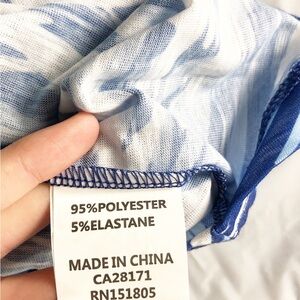 95%POLYESTER
5%ELASTANE
MADE IN CHINA
CA28171
RN151805